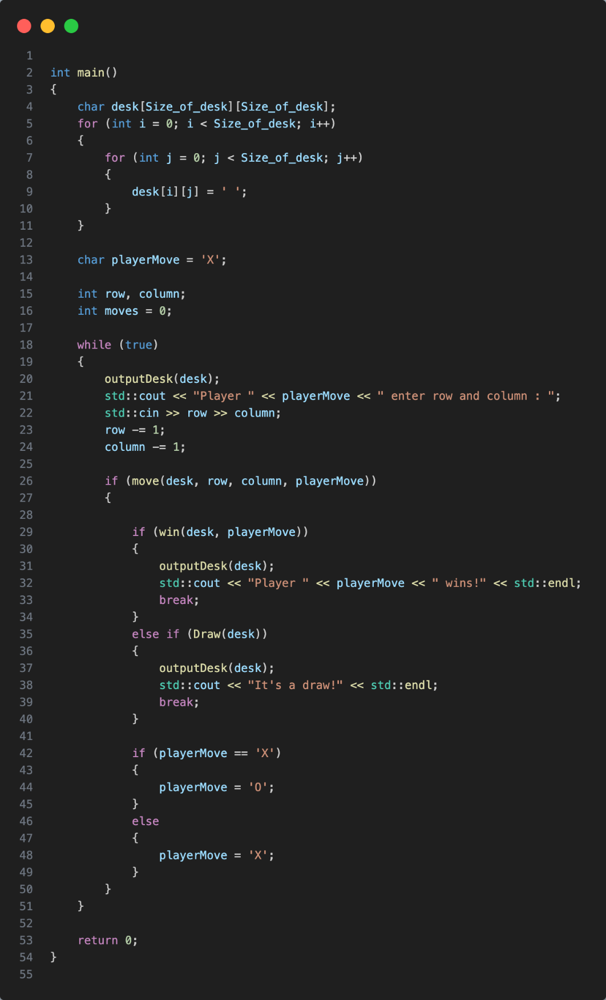 1
2 int main()
3 {
4     char desk[Size_of_desk][Size_of_desk];
5     for (int i = 0; i < Size_of_desk; i++)
6     {
7         for (int j = 0; j < Size_of_desk; j++)
8         {
9             desk[i][j] = ' ';
10         }
11     }
12
13     char playerMove = 'X';
14
15     int row, column;
16     int moves = 0;
17
18     while (true)
19     {
20         outputDesk(desk);
21         std::cout << "Player " << playerMove << " enter row and column : ";
22         std::cin >> row >> column;
23         row -= 1;
24         column -= 1;
25
26         if (move(desk, row, column, playerMove))
27         {
28
29             if (win(desk, playerMove))
30             {
31                 outputDesk(desk);
32                 std::cout << "Player " << playerMove << " wins!" << std::endl;
33                 break;
34             }
35             else if (Draw(desk))
36             {
37                 outputDesk(desk);
38                 std::cout << "It's a draw!" << std::endl;
39                 break;
40             }
41
42             if (playerMove == 'X')
43             {
44                 playerMove = 'O';
45             }
46             else
47             {
48                 playerMove = 'X';
49             }
50         }
51     }
52
53     return 0;
54 }
55